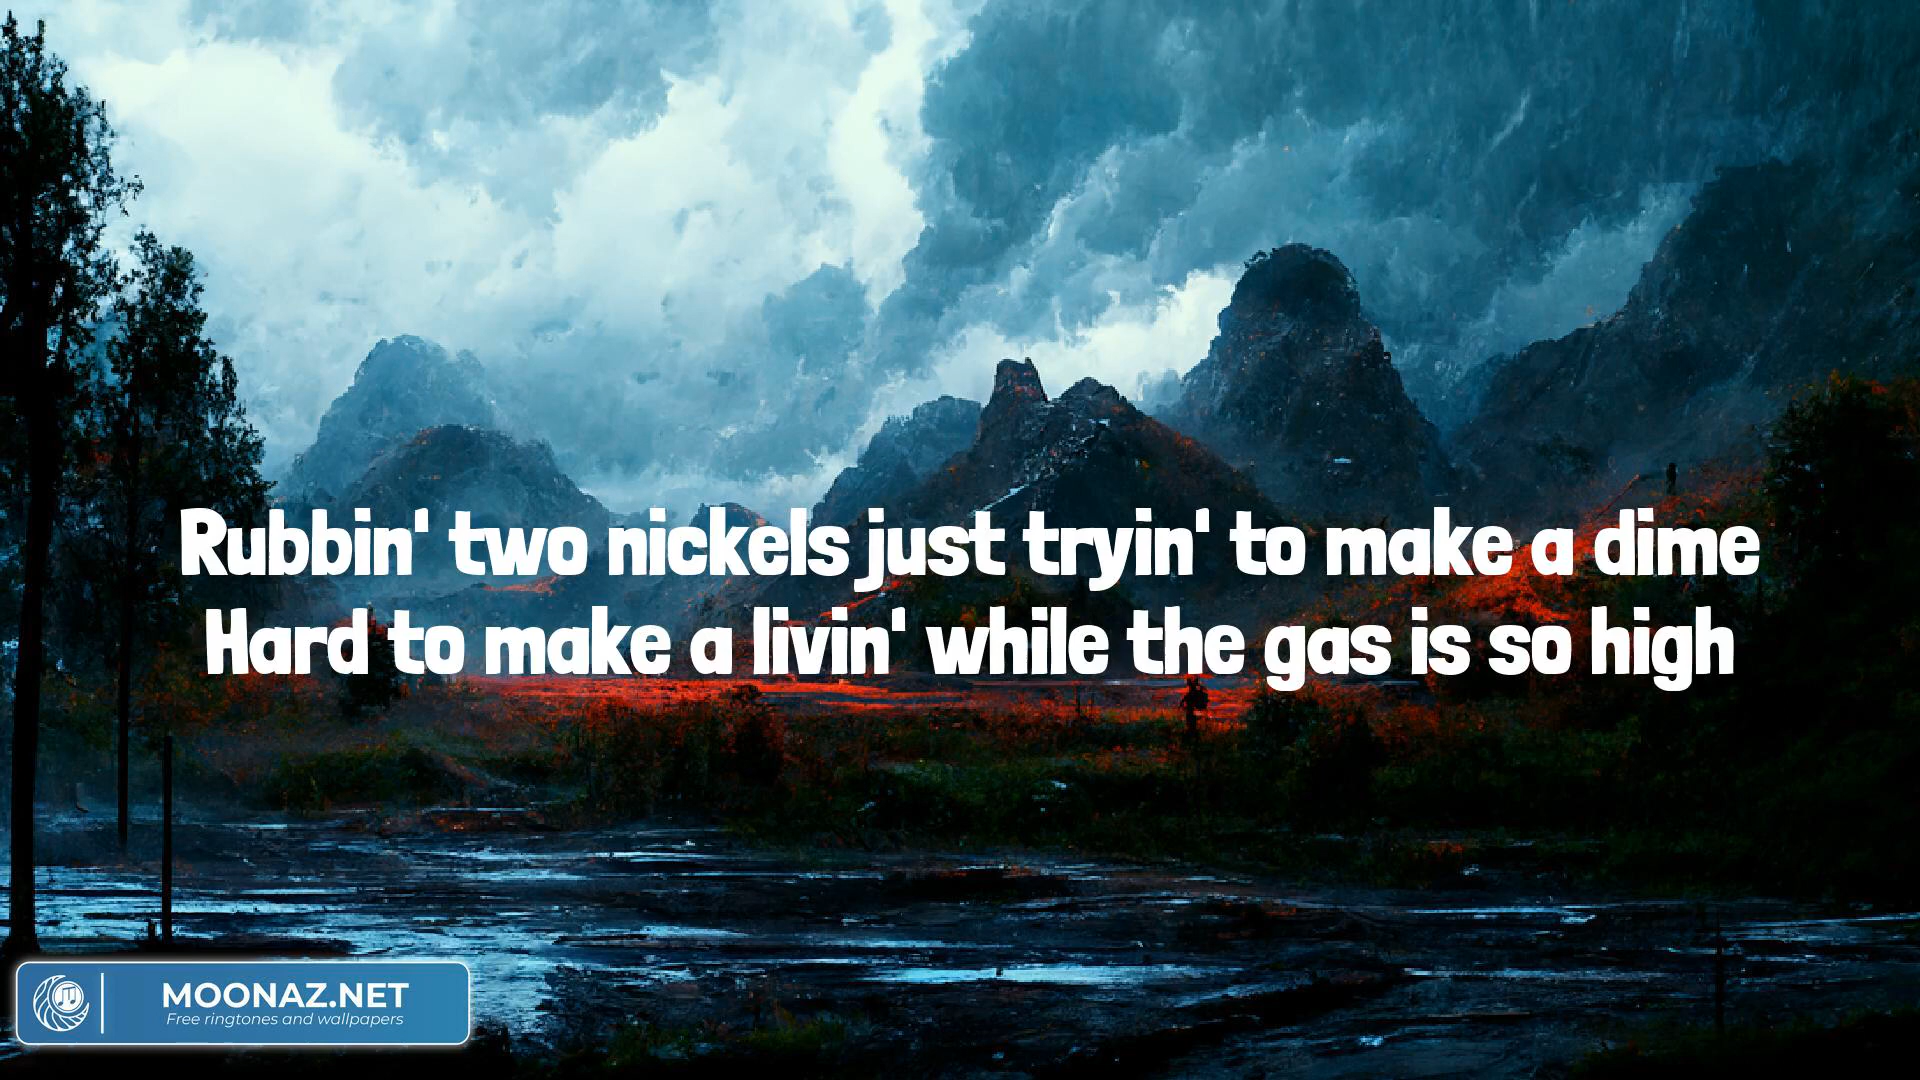 Rubbin' two nickels just tryin' to make a dime
Hard to make a livin' while the gas is so high
MOONAZ.NET
Free ringtones and wallpapers